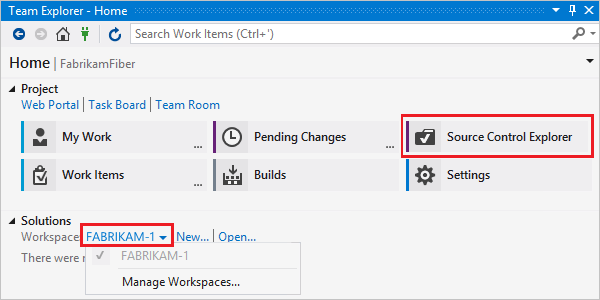 Team Explorer - Home
Search Work Items (Ctrl+')
Home | FabrikamFiber
Project
Web Portal | Task Board | Team Room
My Work ... Pending Changes ... Source Control Explorer
Work Items ... Builds Settings
Solutions
Workspace FABRIKAM-1 New... | Open...
There were FABRIKAM-1
Manage Workspaces...